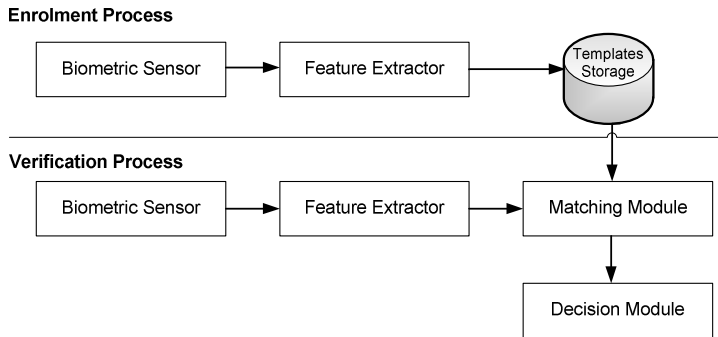 Enrolment Process
Biometric Sensor
Feature Extractor
Templates
Storage
Verification Process
Biometric Sensor
Feature Extractor
Matching Module
Decision Module